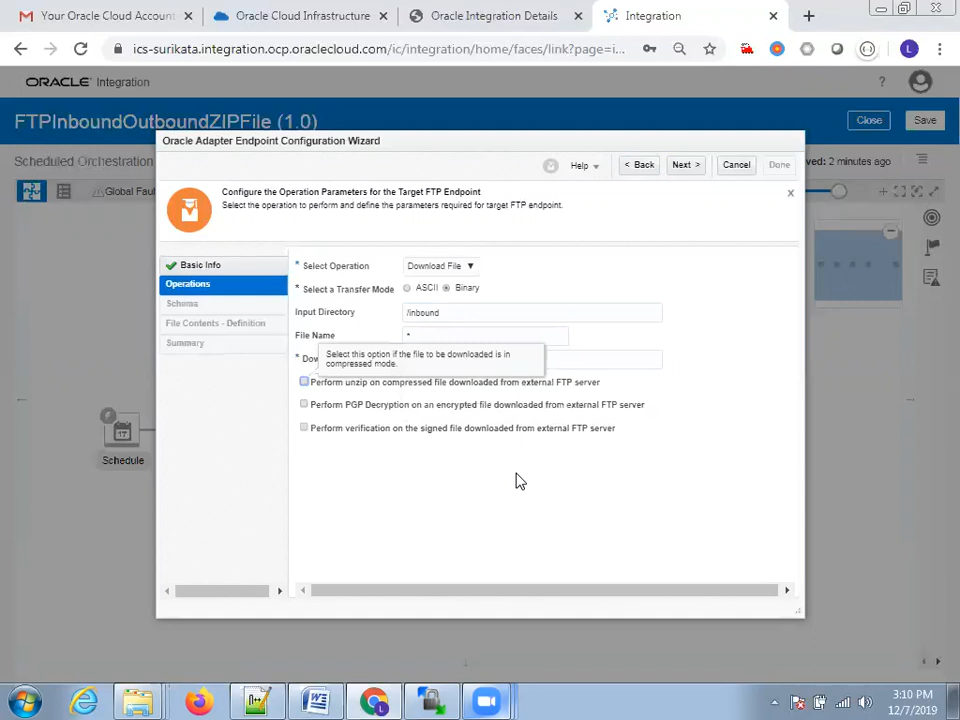 Your Oracle Cloud Account
Oracle Cloud Infrastructure
Oracle Integration Details
Integration
ics-surikata.integration.ocp.oraclecloud.com/ic/integration/home/faces/link?page=i...
L
ORACLE Integration
?
FTPInboundOutboundZIPFile (1.0)
Close
Save
Scheduled Orchestration
ved: 2 minutes ago
Global Fau
Oracle Adapter Endpoint Configuration Wizard
Help
< Back
Next >
Cancel
Done
Configure the Operation Parameters for the Target FTP Endpoint
Select the operation to perform and define the parameters required for target FTP endpoint.
x
Basic Info
Operations
Schema
File Contents - Definition
Summary
* Select Operation
Download File
* Select a Transfer Mode
ASCII
Binary
Input Directory
/inbound
File Name
*
* Dow
Select this option if the file to be downloaded is in
compressed mode.
Perform unzip on compressed file downloaded from external FTP server
Perform PGP Decryption on an encrypted file downloaded from external FTP server
Perform verification on the signed file downloaded from external FTP server
Schedule
3:10 PM
12/7/2019